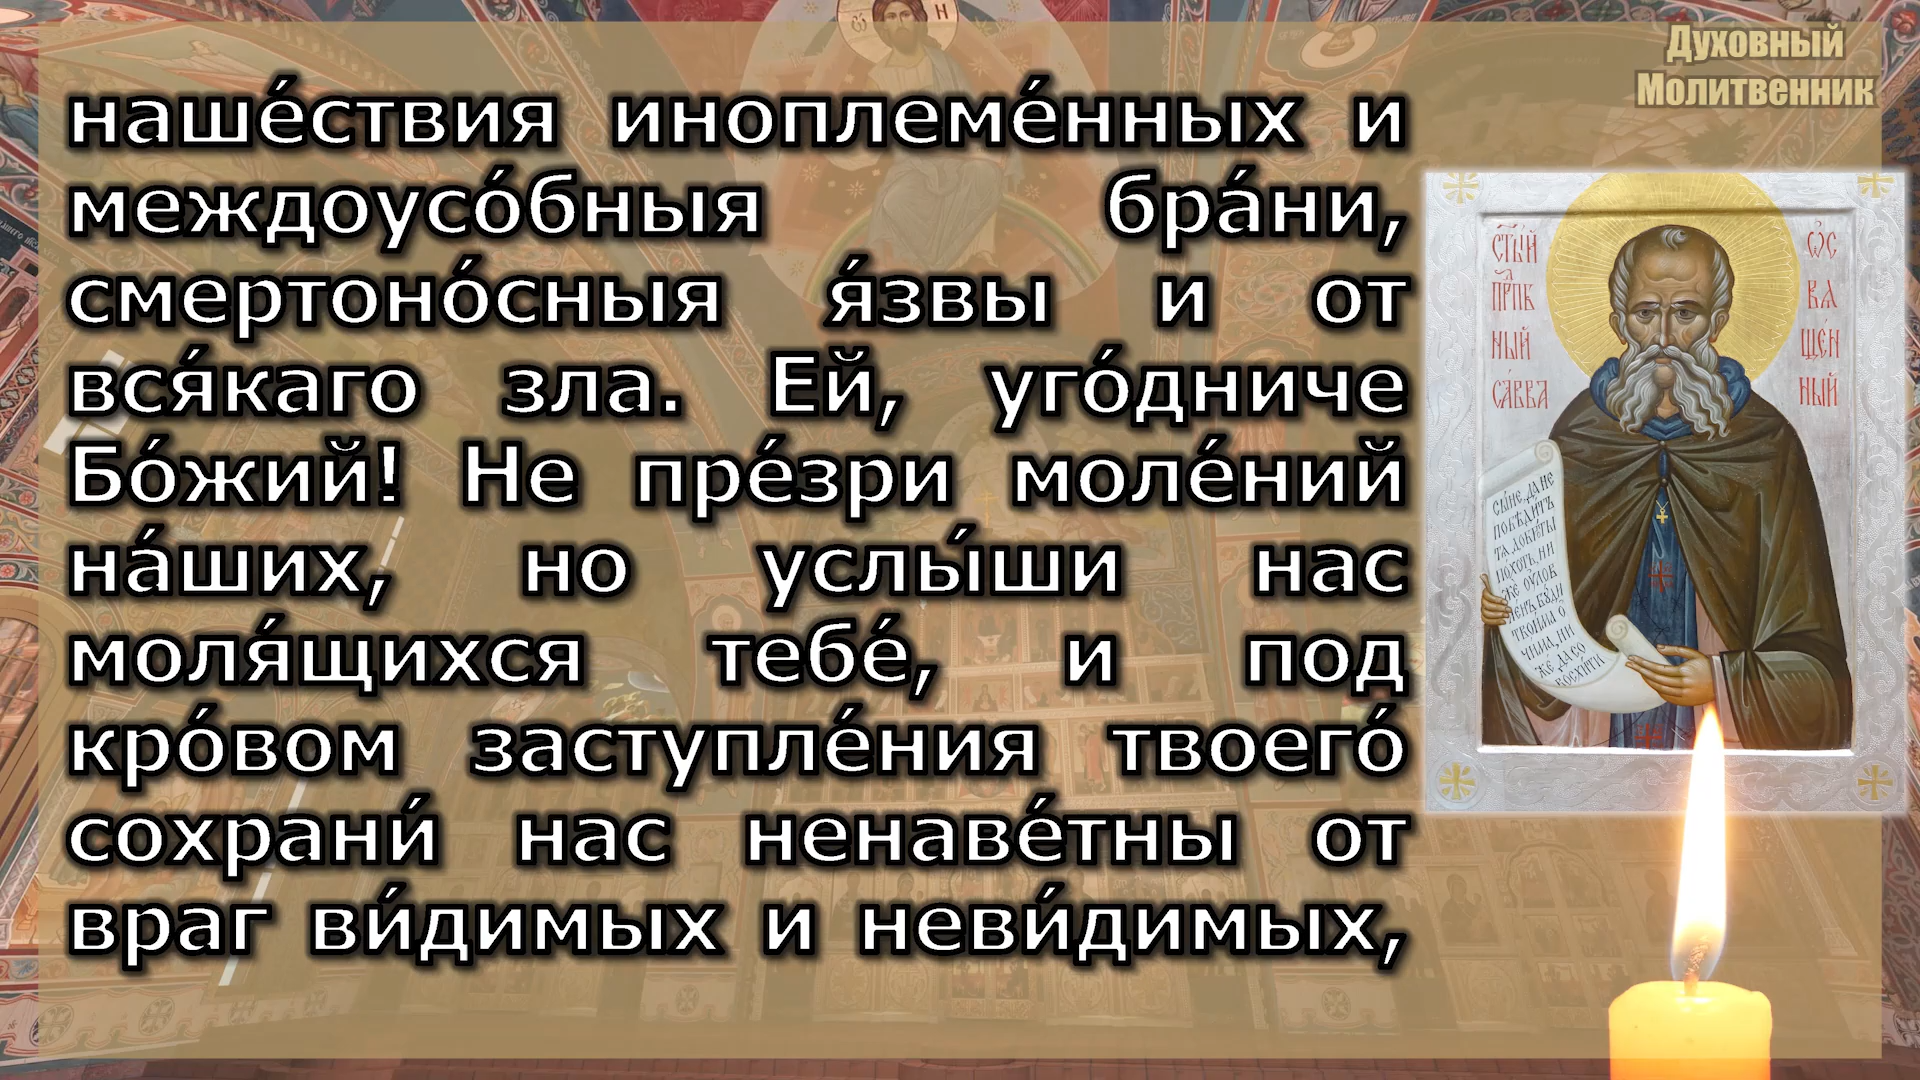 наше́ствия иноплеме́нных и
междоусо́бныя бра́ни,
смертоно́сныя я́звы и от
вся́каго зла. Ей, уго́дниче
Бо́жий! Не пре́зри моле́ний
на́ших, но услы́ши нас
моля́щихся тебе́, и под
кро́вом заступле́ния твоего́
сохрани́ нас ненаве́тны от
враг ви́димых и неви́димых,
Духовный
Молитвенник